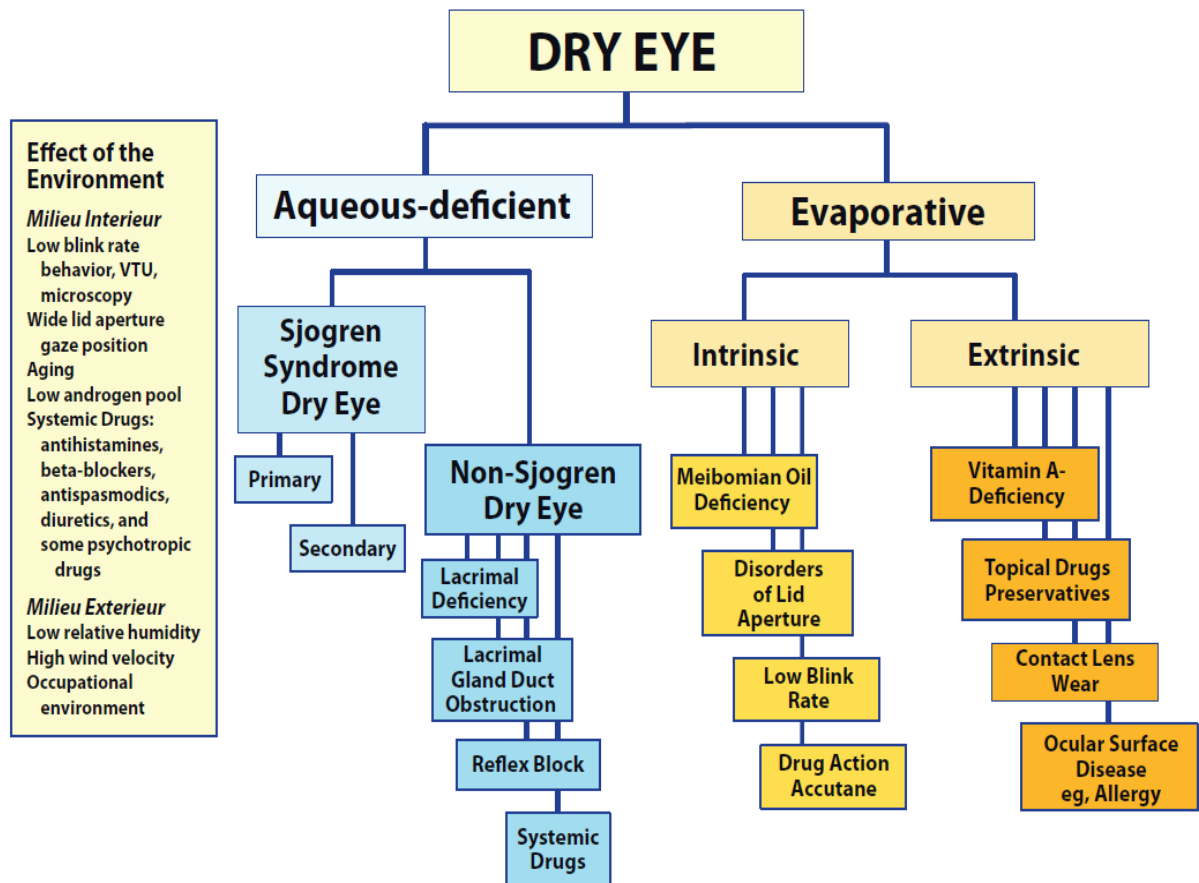 DRY EYE
Effect of the
Environment
Milieu Interieur
Low blink rate
behavior, VTU,
microscopy
Wide lid aperture
gaze position
Aging
Low androgen pool
Systemic Drugs:
antihistamines,
beta-blockers,
antispasmodics,
diuretics, and
some psychotropic
drugs
Milieu Exterieur
Low relative humidity
High wind velocity
Occupational
environment
Aqueous-deficient
Sjogren
Syndrome
Dry Eye
Primary
Secondary
Non-Sjogren
Dry Eye
Lacrimal
Deficiency
Lacrimal
Gland Duct
Obstruction
Reflex Block
Systemic
Drugs
Evaporative
Intrinsic
Meibomian Oil
Deficiency
Disorders
of Lid
Aperture
Low Blink
Rate
Drug Action
Accutane
Extrinsic
Vitamin A-
Deficiency
Topical Drugs
Preservatives
Contact Lens
Wear
Ocular Surface
Disease
eg, Allergy